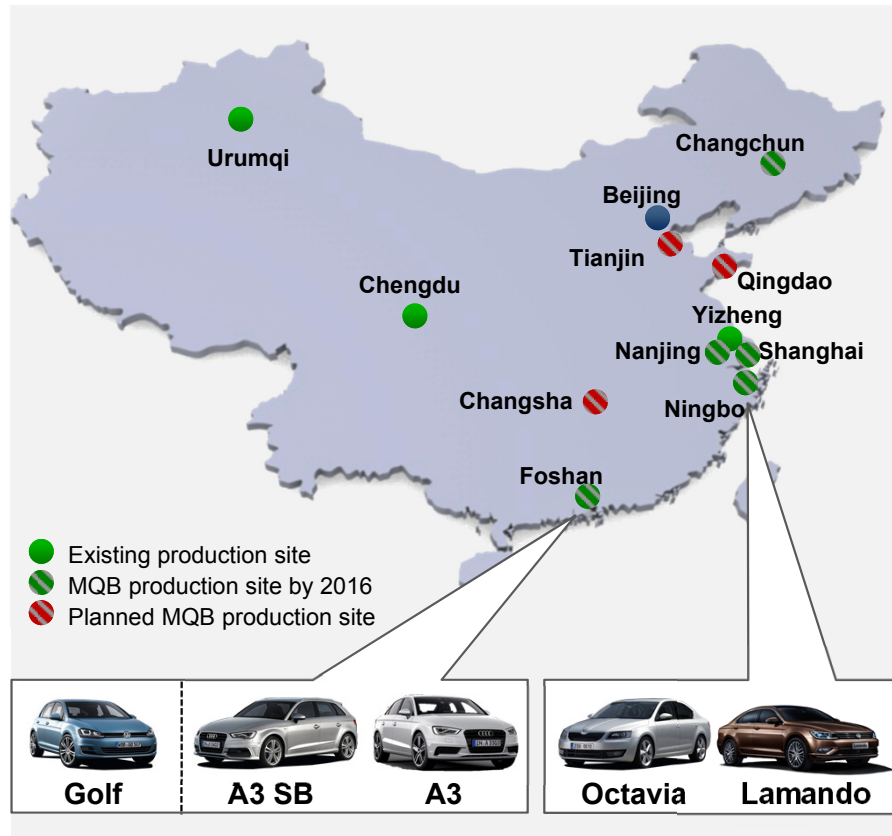 Urumqi
Changchun
Beijing
Tianjin
Qingdao
Chengdu
Yizheng
Nanjing
Shanghai
Changsha
Ningbo
Foshan
Existing production site
MQB production site by 2016
Planned MQB production site
Golf
A3 SB
A3
Octavia
Lamando